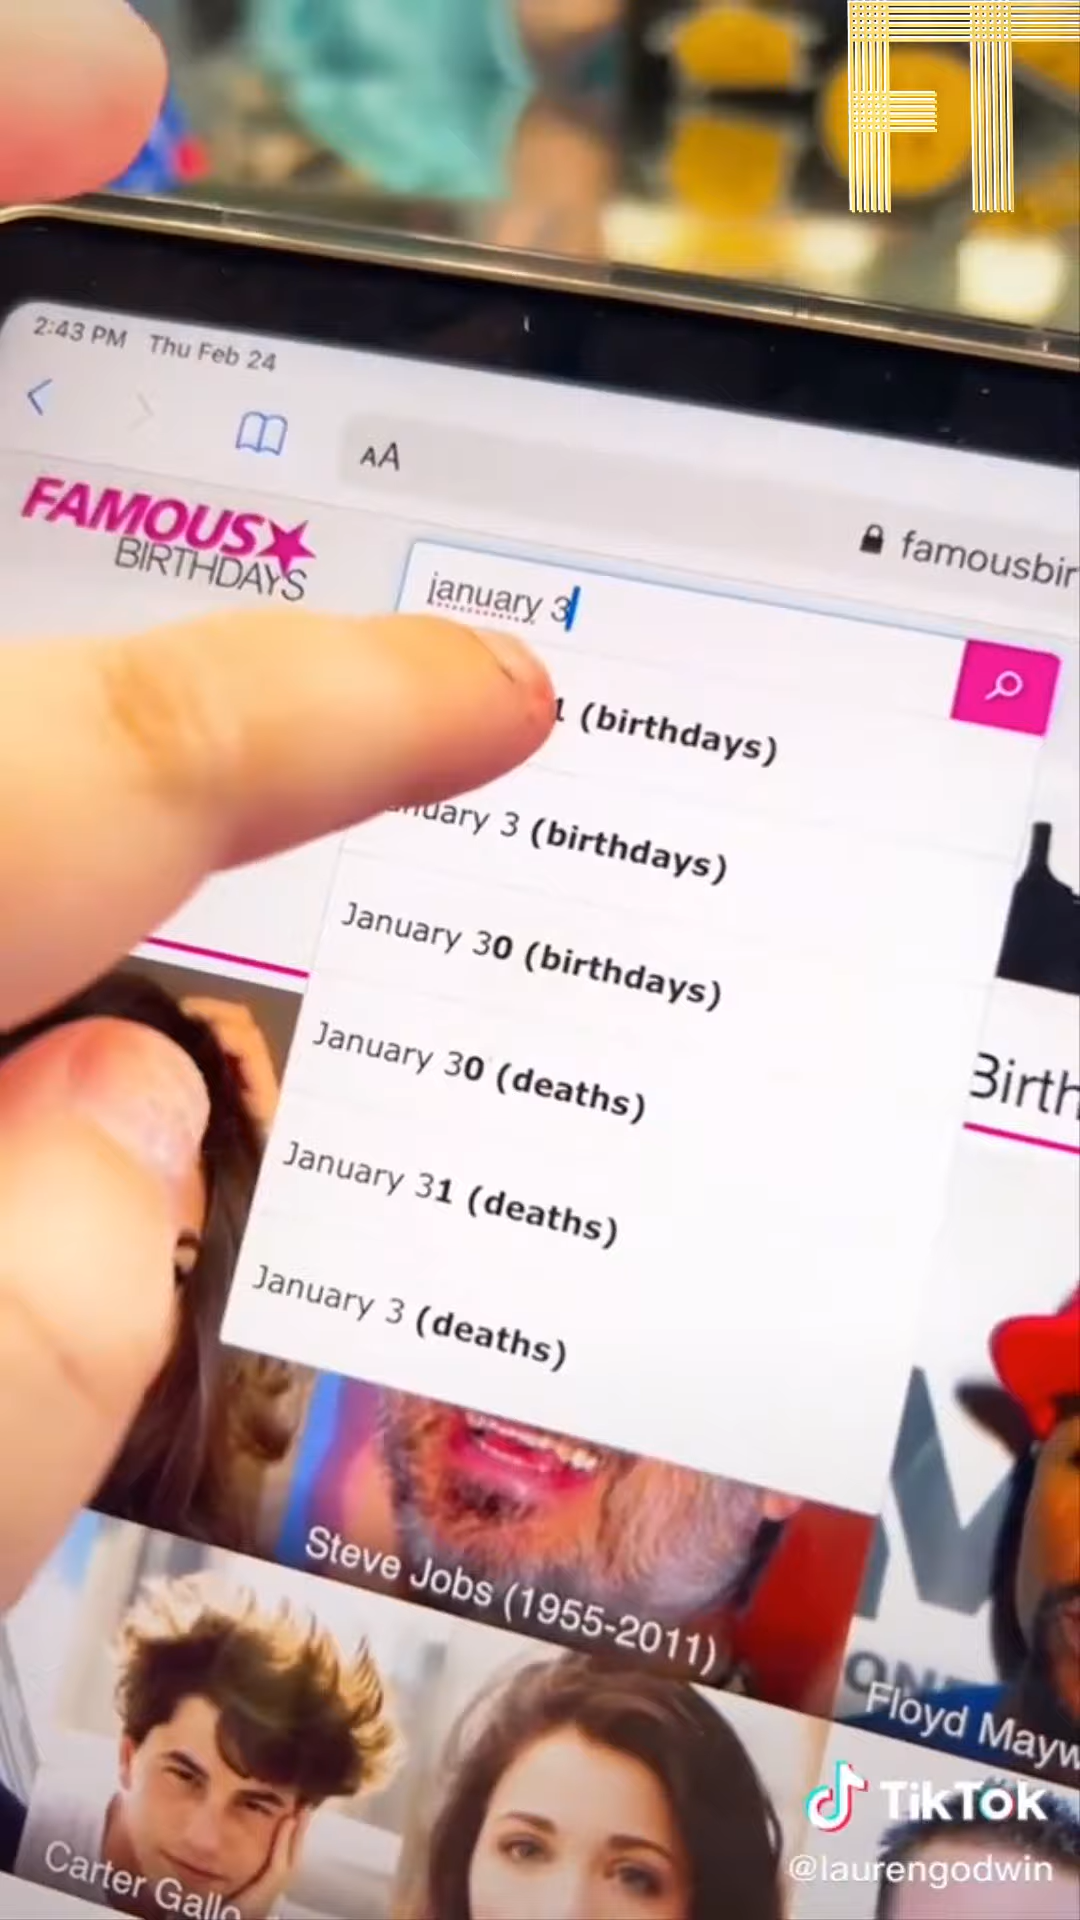 2:43 PM Thu Feb 24
AA
famousbir
FAMOUS
BIRTHDAYS
january 3
1 (birthdays)
January 3 (birthdays)
January 30 (birthdays)
January 30 (deaths)
January 31 (deaths)
January 3 (deaths)
Birth
Steve Jobs (1955-2011)
Floyd Mayw
Carter Gallo
TikTok
@laurengodwin